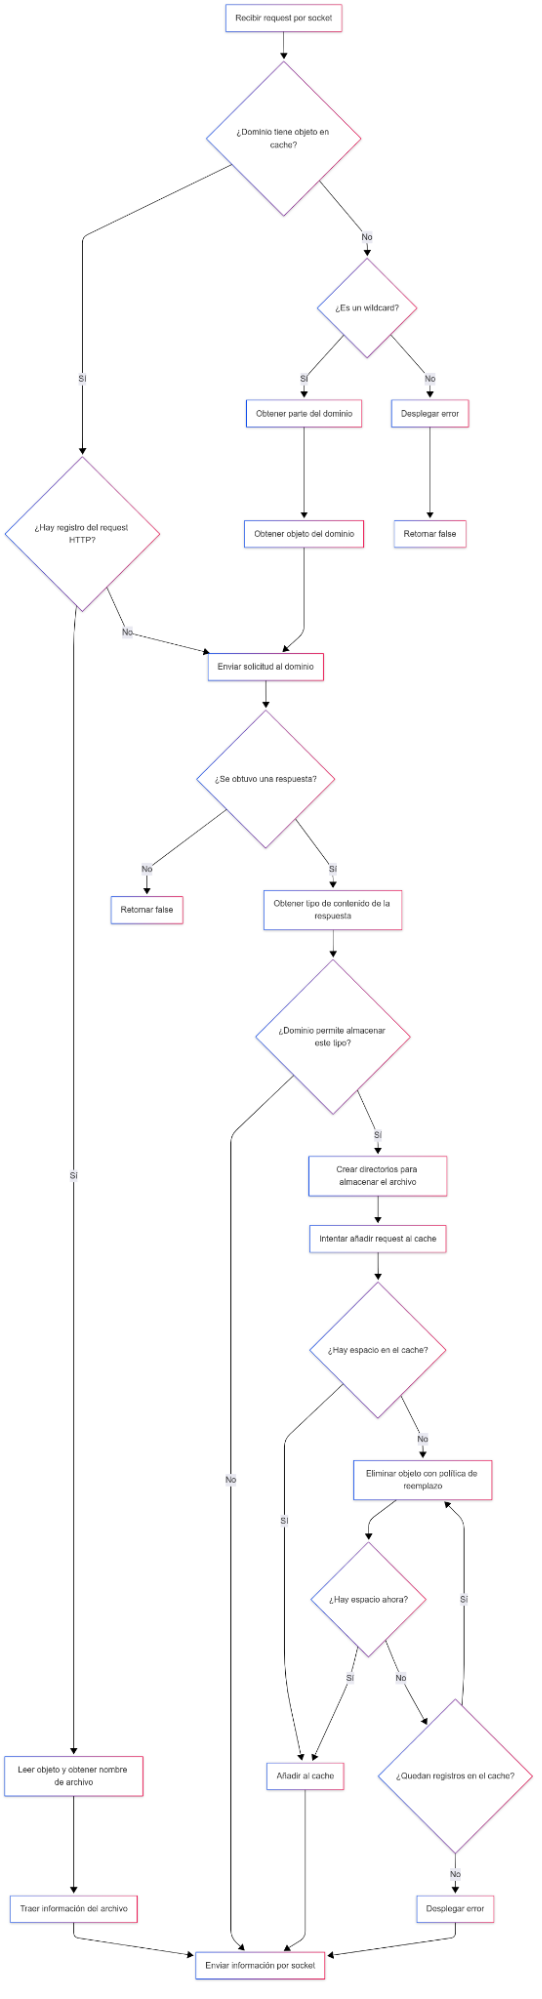 Recibir request por socket
¿Dominio tiene objeto en
cache?
No
¿Es un wildcard?
Sí
Sí
No
Obtener parte del dominio
Desplegar error
¿Hay registro del request
HTTP?
Obtener objeto del dominio
Retornar false
No
Enviar solicitud al dominio
¿Se obtuvo una respuesta?
No
Sí
Retornar false
Obtener tipo de contenido de la
respuesta
¿Dominio permite almacenar
este tipo?
Sí
Sí
Crear directorios para
almacenar el archivo
Intentar añadir request al cache
¿Hay espacio en el cache?
No
No
Eliminar objeto con política de
reemplazo
Sí
¿Hay espacio ahora?
Sí
Sí
No
Leer objeto y obtener nombre
de archivo
Añadir al cache
¿Quedan registros en el cache?
No
Traer información del archivo
Desplegar error
Enviar información por socket